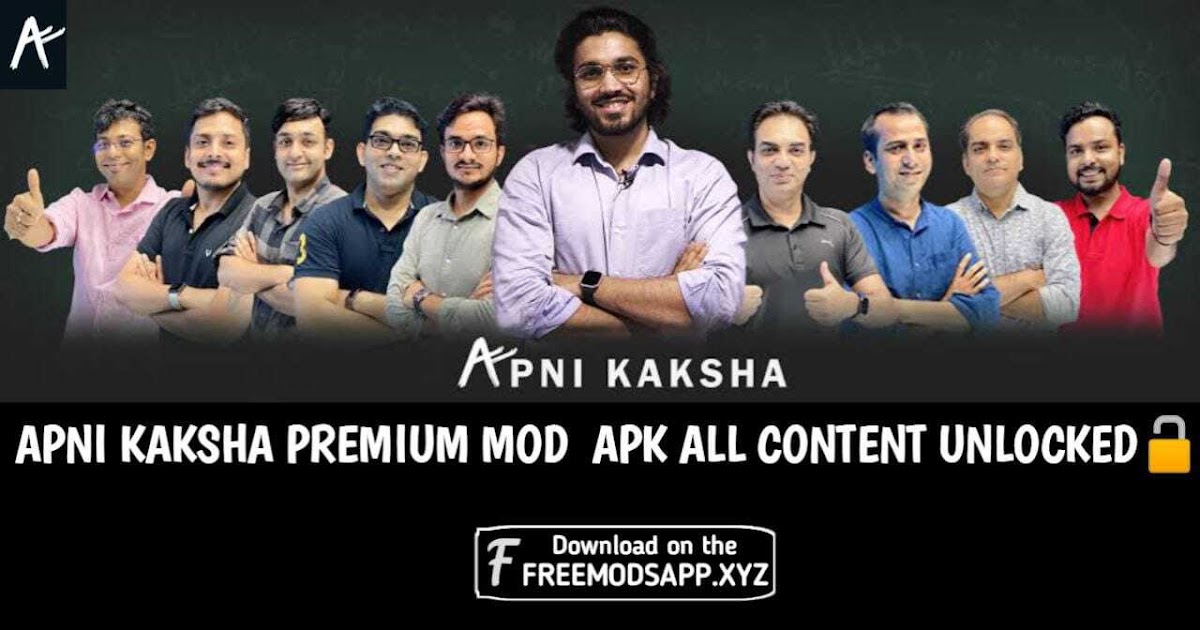 APNI KAKSHA
APNI KAKSHA PREMIUM MOD APK ALL CONTENT UNLOCKED
F Download on the
FREEMODSAPP.XYZ